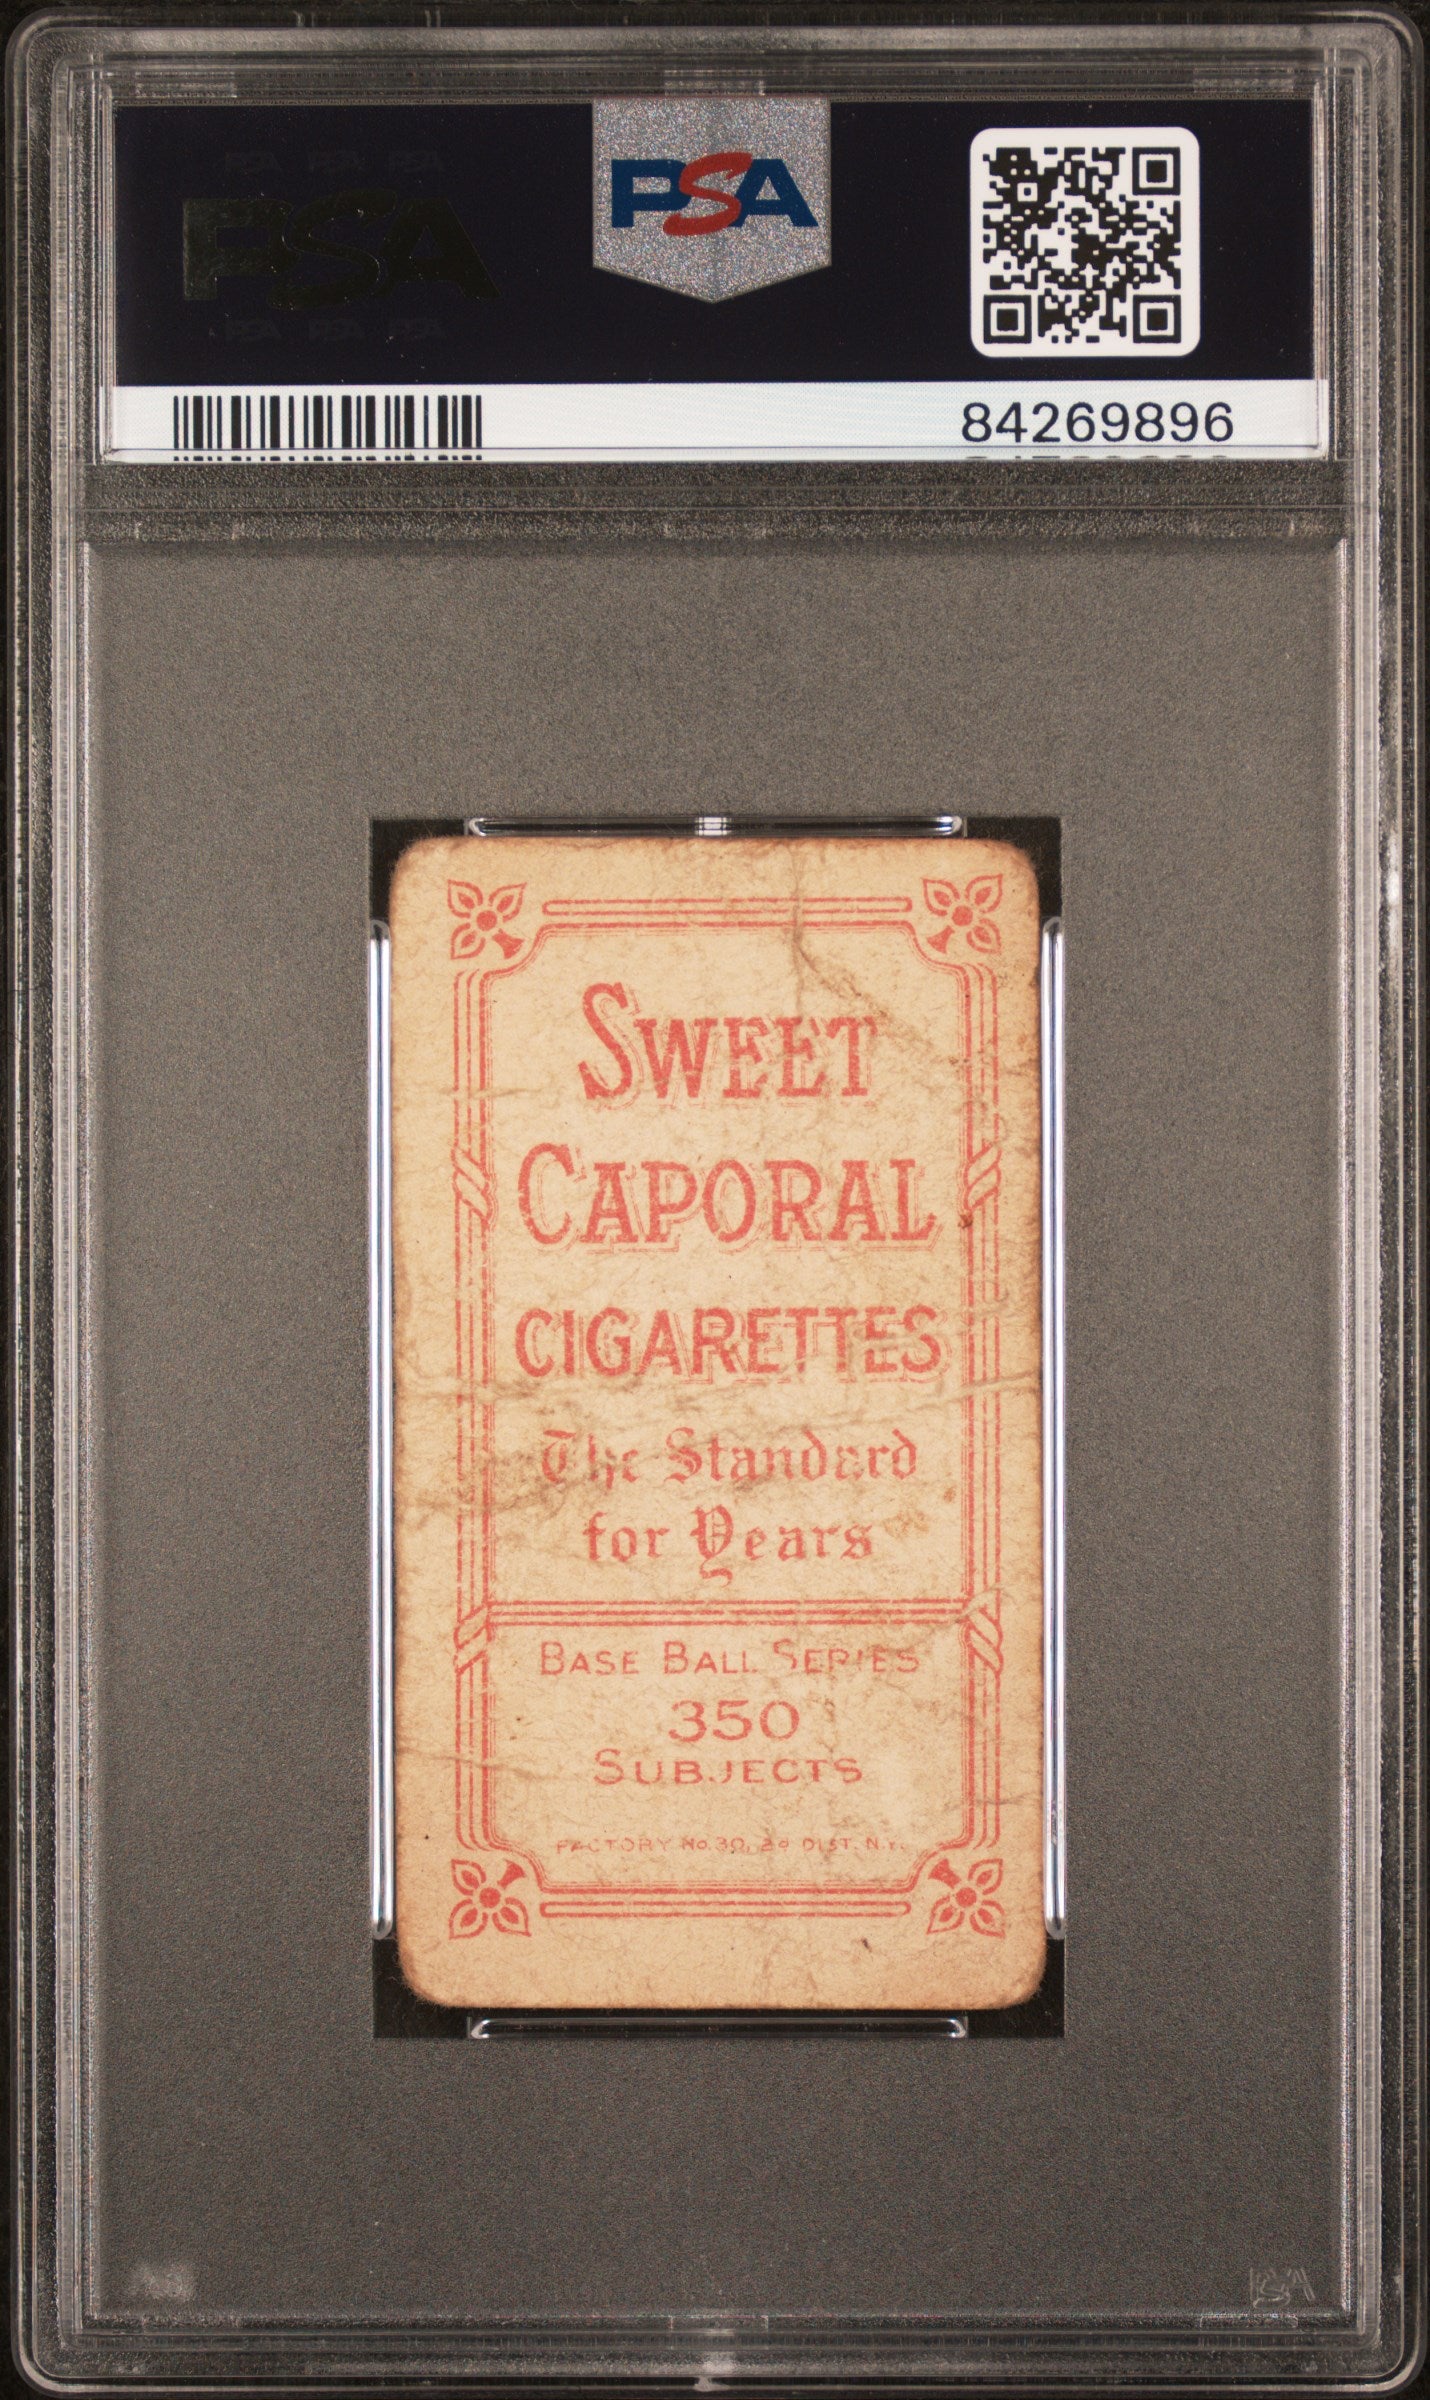 PSA
84269896
SWEET
CAPORAL
CIGARETTES
The Standard
for Years
BASE BALL SERIES
350
SUBJECTS
FACTORY No. 30, 2d DIST. N.Y.
PSA